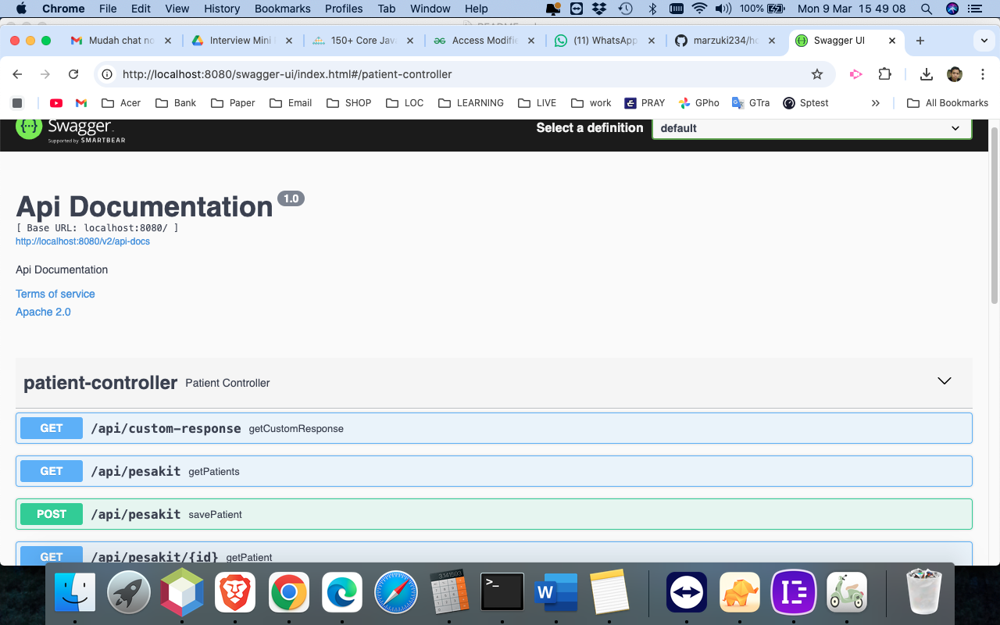 Chrome File Edit View History Bookmarks Profiles Tab Window Help 100% Mon 9 Mar 15 49 08
Mudah chat no Interview Mini 150+ Core Jav Access Modifie (11) WhatsApp marzuki234/ho Swagger UI
http://localhost:8080/swagger-ui/index.html#/patient-controller
Acer Bank Paper Email SHOP LOC LEARNING LIVE work PRAY GPho GTra Sptest » All Bookmarks
Swagger
Supported by SMARTBEAR
Select a definition default
Api Documentation 1.0
[ Base URL: localhost:8080/ ]
http://localhost:8080/v2/api-docs
Api Documentation
Terms of service
Apache 2.0
patient-controller Patient Controller
GET /api/custom-response getCustomResponse
GET /api/pesakit getPatients
POST /api/pesakit savePatient
GET /api/pesakit/{id} getPatient
3.141593
>_
W